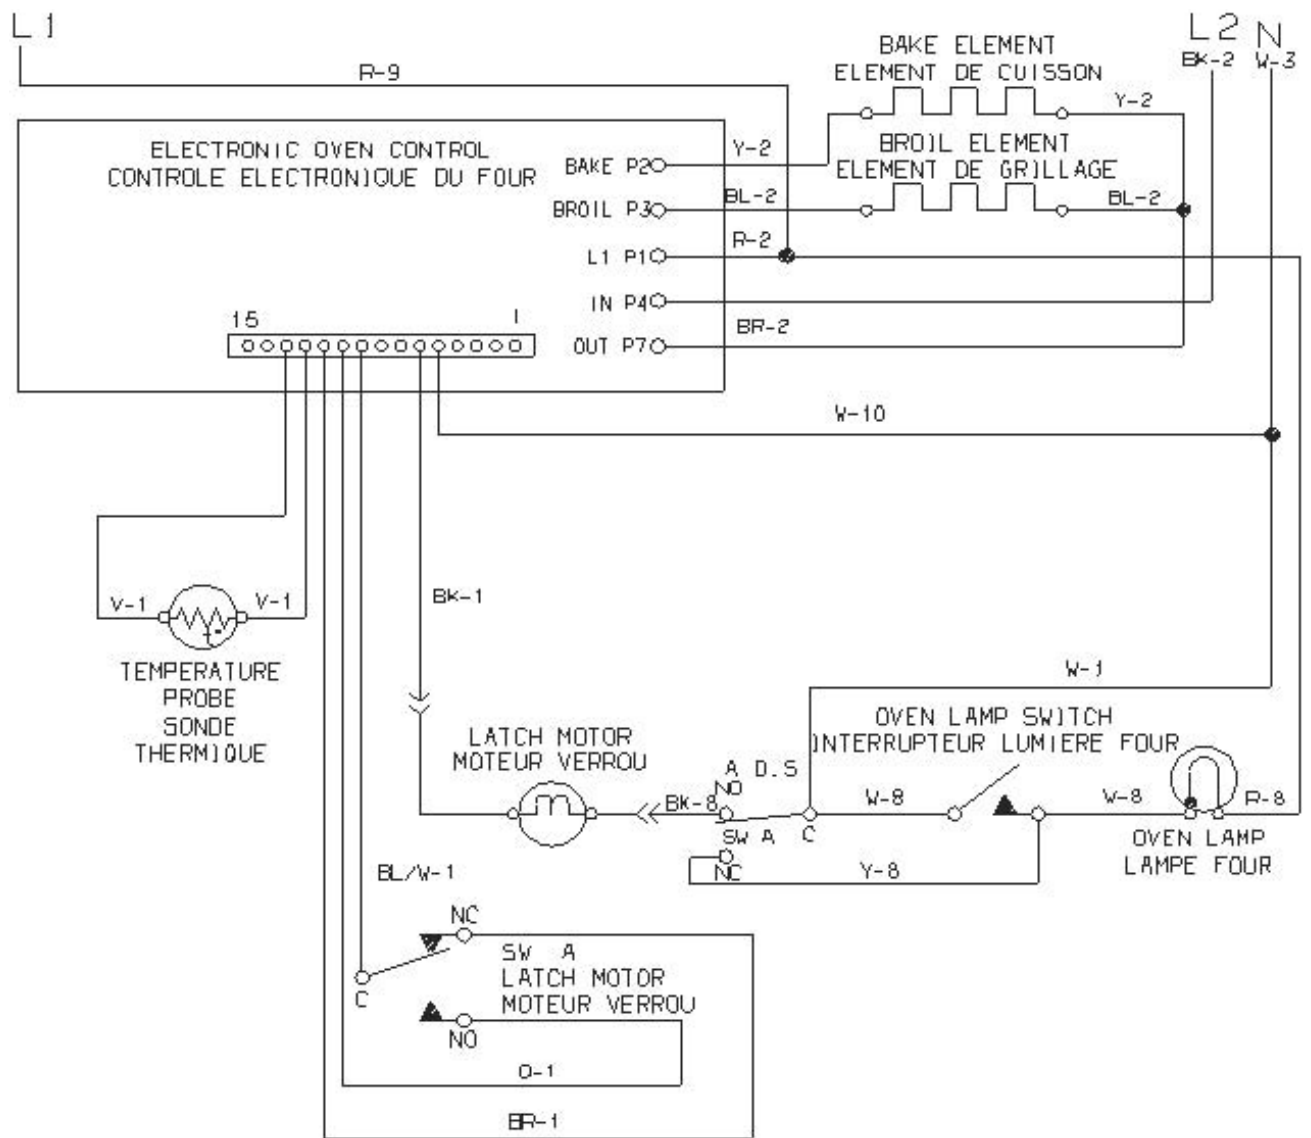 L1
L2 N
BK-2 W-3
R-9
BAKE ELEMENT
ELEMENT DE CUISSON
Y-2
ELECTRONIC OVEN CONTROL
CONTROLE ELECTRONIQUE DU FOUR
BAKE P2
Y-2
BROIL ELEMENT
ELEMENT DE GRILLAGE
BROIL P3
BL-2
BL-2
L1 P1
R-2
IN P4
15
1
OUT P7
BR-2
W-10
V-1
V-1
BK-1
TEMPERATURE
PROBE
SONDE
THERMIQUE
W-1
LATCH MOTOR
MOTEUR VERROU
OVEN LAMP SWITCH
INTERRUPTEUR LUMIERE FOUR
A D.S
NO
BK-8
W-8
W-8
R-8
SW A C
NC
Y-8
OVEN LAMP
LAMPE FOUR
BL/W-1
NC
C
SW A
LATCH MOTOR
MOTEUR VERROU
NO
O-1
BR-1